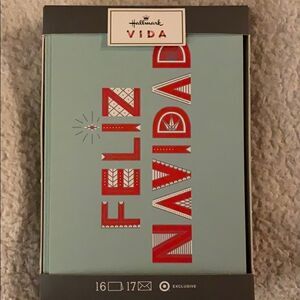 Hallmark
VIDA
FELIZ
NAVIDAD
16 17 EXCLUSIVE